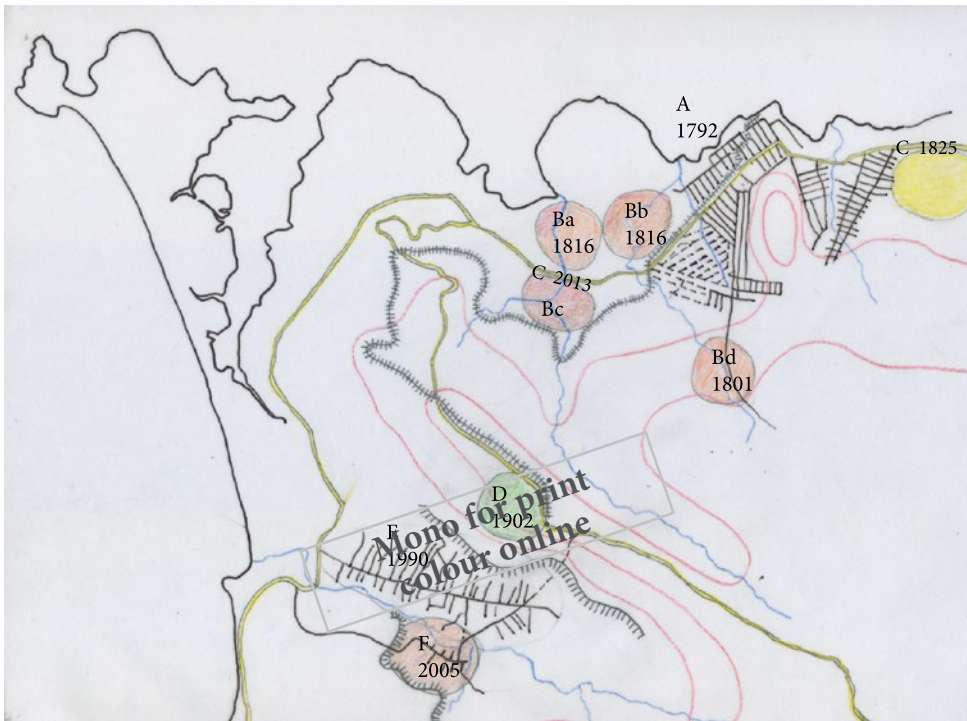 A
1792
C 1825
Ba
1816
Bb
1816
C 2013
Bc
Bd
1801
D
1902
Mono for print
colour online
1990
F
2005